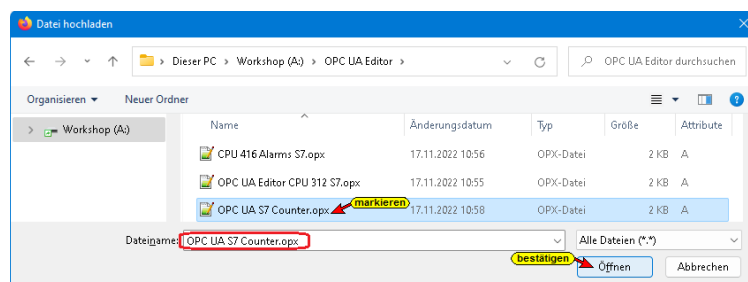 Datei hochladen
Dieser PC > Workshop (A:) > OPC UA Editor >
OPC UA Editor durchsuchen
Organisieren Neuer Ordner
Workshop (A:)
Name Änderungsdatum Typ Größe Attribute
CPU 416 Alarms S7.opx 17.11.2022 10:56 OPX-Datei 2 KB A
OPC UA Editor CPU 312 S7.opx 17.11.2022 10:55 OPX-Datei 2 KB A
OPC UA S7 Counter.opx markieren 17.11.2022 10:58 OPX-Datei 2 KB A
Dateiname: OPC UA S7 Counter.opx Alle Dateien (*.*)
bestätigen
Öffnen Abbrechen